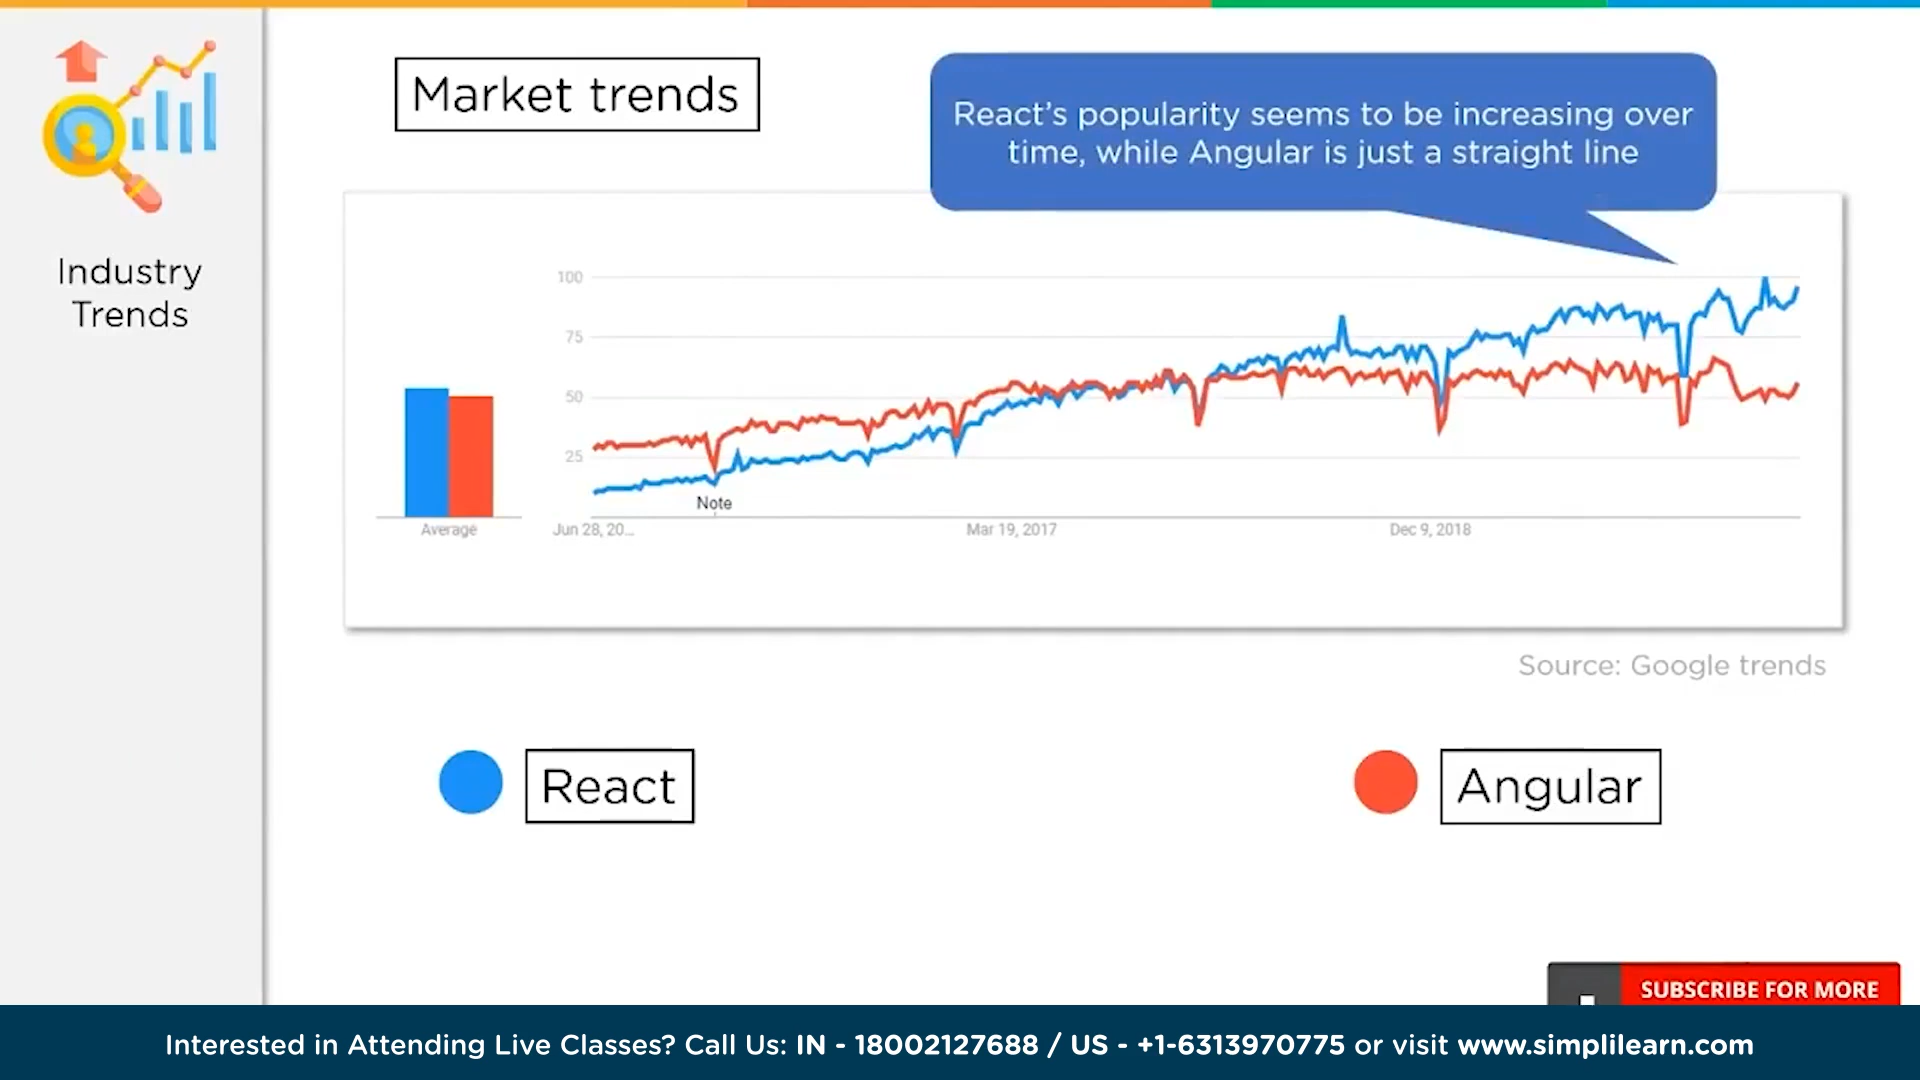 Industry
Trends
Market trends
React's popularity seems to be increasing over
time, while Angular is just a straight line
100
75
50
25
Note
Average
Jun 28, 20...
Mar 19, 2017
Dec 9, 2018
Source: Google trends
React
Angular
SUBSCRIBE FOR MORE
Interested in Attending Live Classes? Call Us: IN - 18002127688 / US - +1-6313970775 or visit www.simplilearn.com